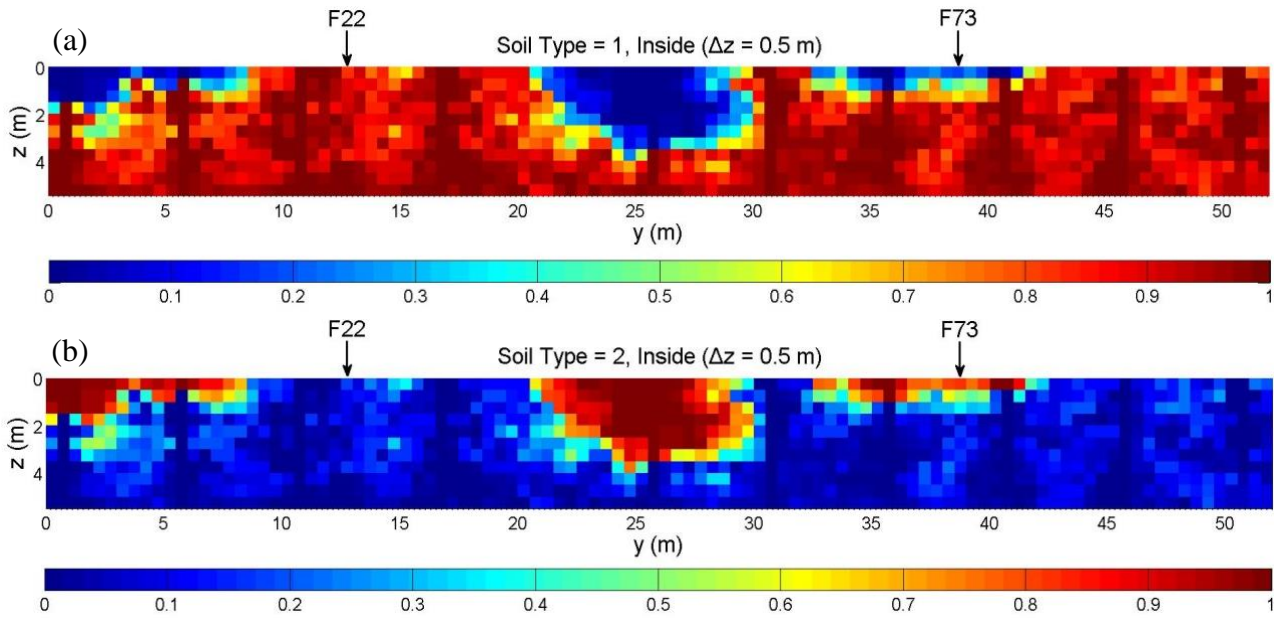 F22 F73
(a) Soil Type = 1, Inside (Δz = 0.5 m)
0
2
4
z (m)
0 5 10 15 20 25 30 35 40 45 50
y (m)
0 0.1 0.2 0.3 0.4 0.5 0.6 0.7 0.8 0.9 1
F22 F73
(b) Soil Type = 2, Inside (Δz = 0.5 m)
0
2
4
z (m)
0 5 10 15 20 25 30 35 40 45 50
y (m)
0 0.1 0.2 0.3 0.4 0.5 0.6 0.7 0.8 0.9 1